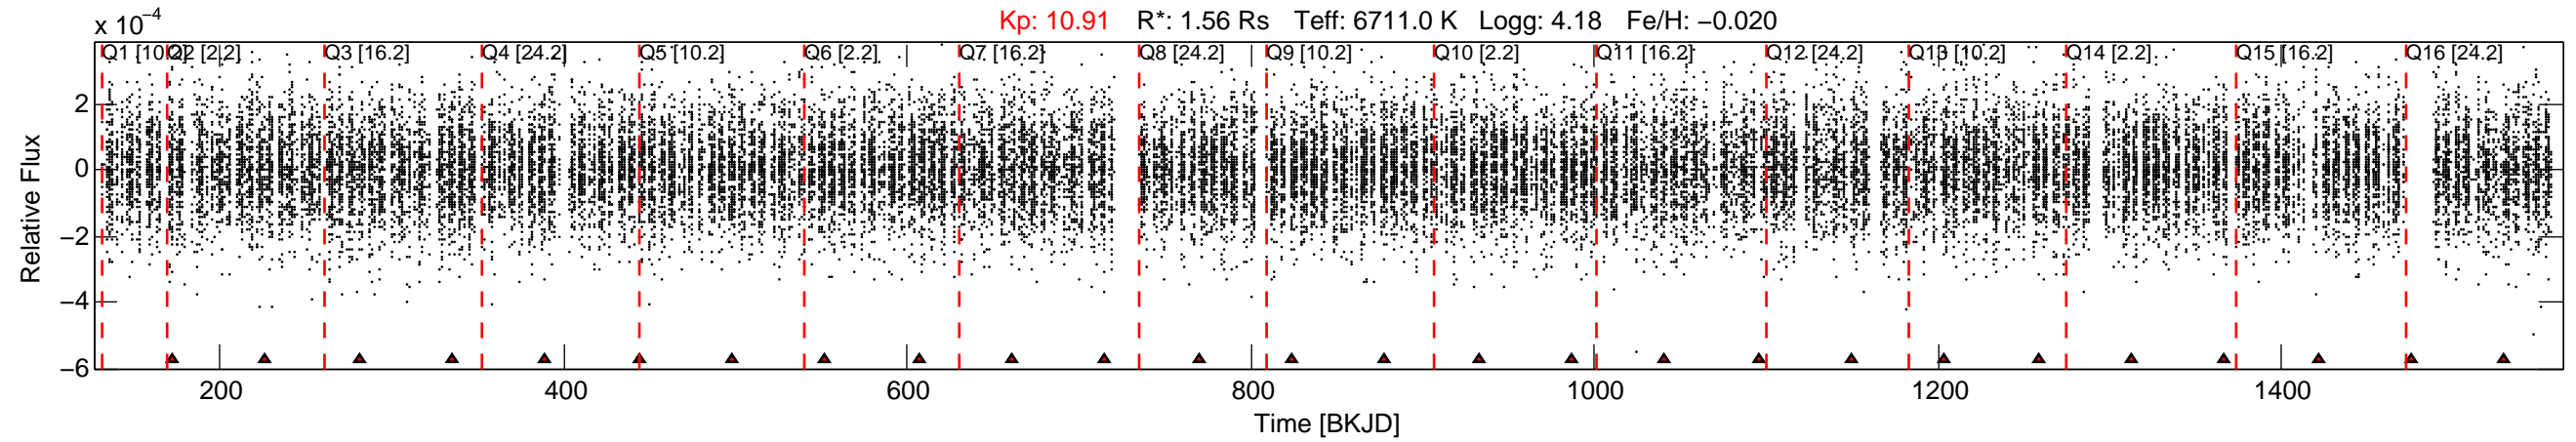 x 10⁻⁴
Kp: 10.91 R*: 1.56 Rs Teff: 6711.0 K Logg: 4.18 Fe/H: −0.020
Q1 [10.2] Q2 [2.2] Q3 [16.2] Q4 [24.2] Q5 [10.2] Q6 [2.2] Q7 [16.2] Q8 [24.2] Q9 [10.2] Q10 [2.2] Q11 [16.2] Q12 [24.2] Q13 [10.2] Q14 [2.2] Q15 [16.2] Q16 [24.2]
2
0
−2
−4
−6
Relative Flux
200 400 600 800 1000 1200 1400
Time [BKJD]